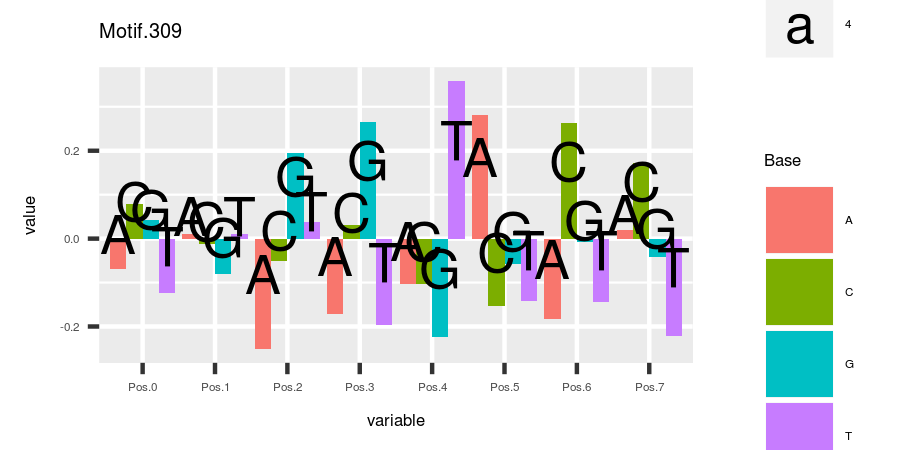 Motif.309
a 4
value
0.2
0.0
-0.2
A C G T A C G T A C G T A C G T A C G T A C G T A C G T A C G T
Pos.0 Pos.1 Pos.2 Pos.3 Pos.4 Pos.5 Pos.6 Pos.7
variable
Base
A
C
G
T